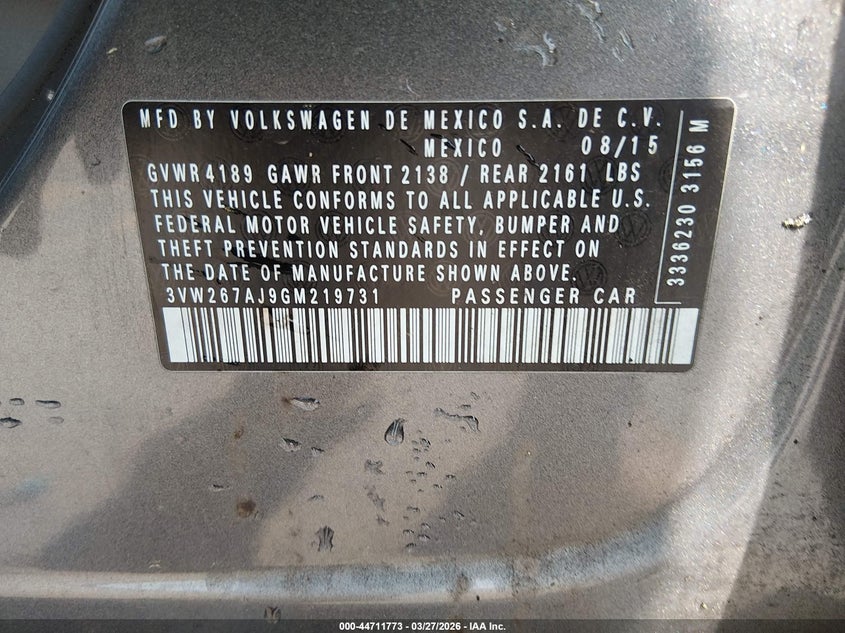 MFD BY VOLKSWAGEN DE MEXICO S.A. DE C.V.
MEXICO 08/15
GVWR 4189 GAWR FRONT 2138 / REAR 2161 LBS
THIS VEHICLE CONFORMS TO ALL APPLICABLE U.S.
FEDERAL MOTOR VEHICLE SAFETY, BUMPER AND
THEFT PREVENTION STANDARDS IN EFFECT ON
THE DATE OF MANUFACTURE SHOWN ABOVE.
3VW267AJ9GM219731 PASSENGER CAR
3336230 3156 M
000-44711773 - 03/27/2026 - IAA Inc.